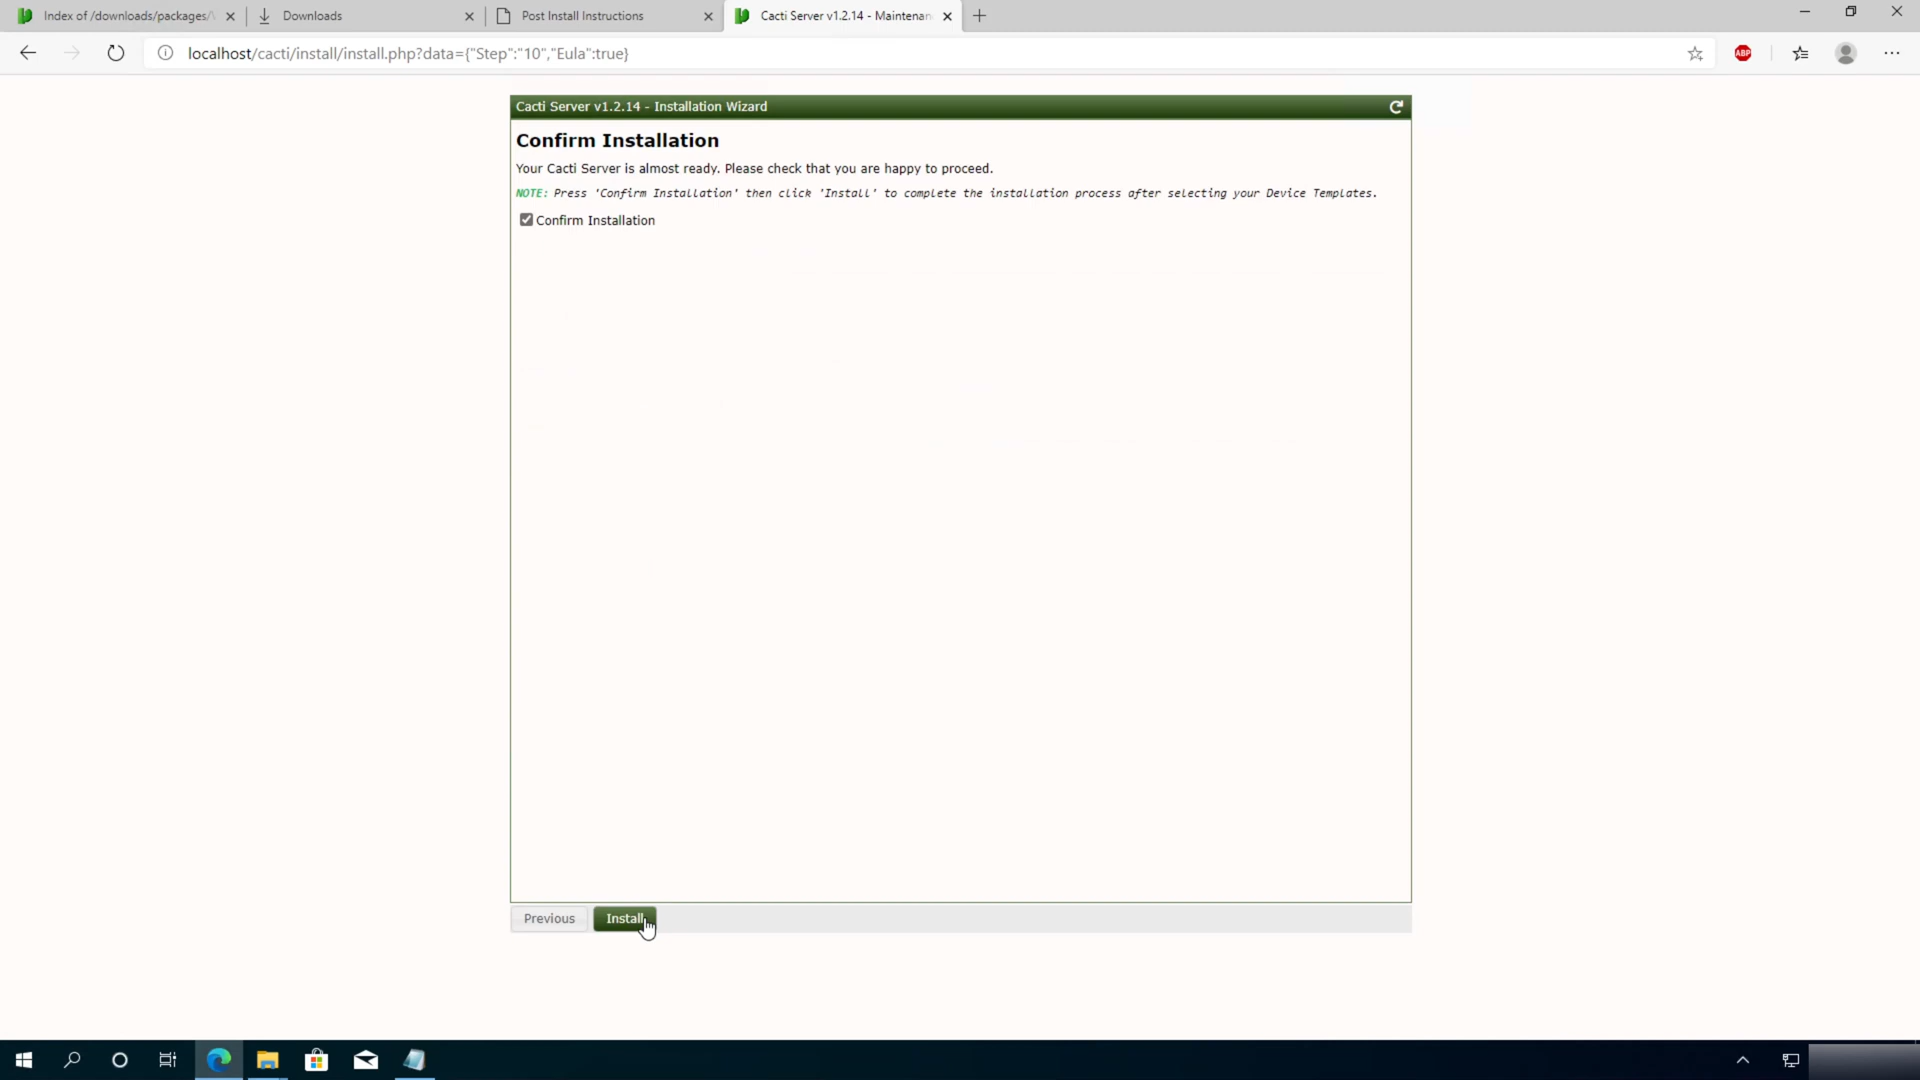 Index of /downloads/packages/
Downloads
Post Install Instructions
Cacti Server v1.2.14 - Maintenan
localhost/cacti/install/install.php?data={"Step":"10","Eula":true}
ABP
Cacti Server v1.2.14 - Installation Wizard
Confirm Installation
Your Cacti Server is almost ready. Please check that you are happy to proceed.
NOTE: Press 'Confirm Installation' then click 'Install' to complete the installation process after selecting your Device Templates.
Confirm Installation
Previous
Install